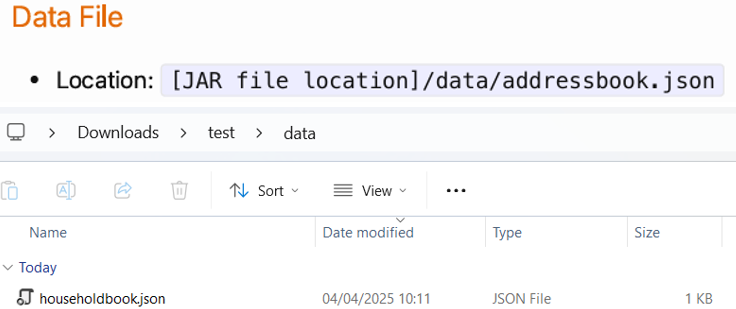 Data File
• Location: [JAR file location]/data/addressbook.json
Downloads > test > data
Sort View •••
Name Date modified Type Size
Today
householdbook.json 04/04/2025 10:11 JSON File 1 KB